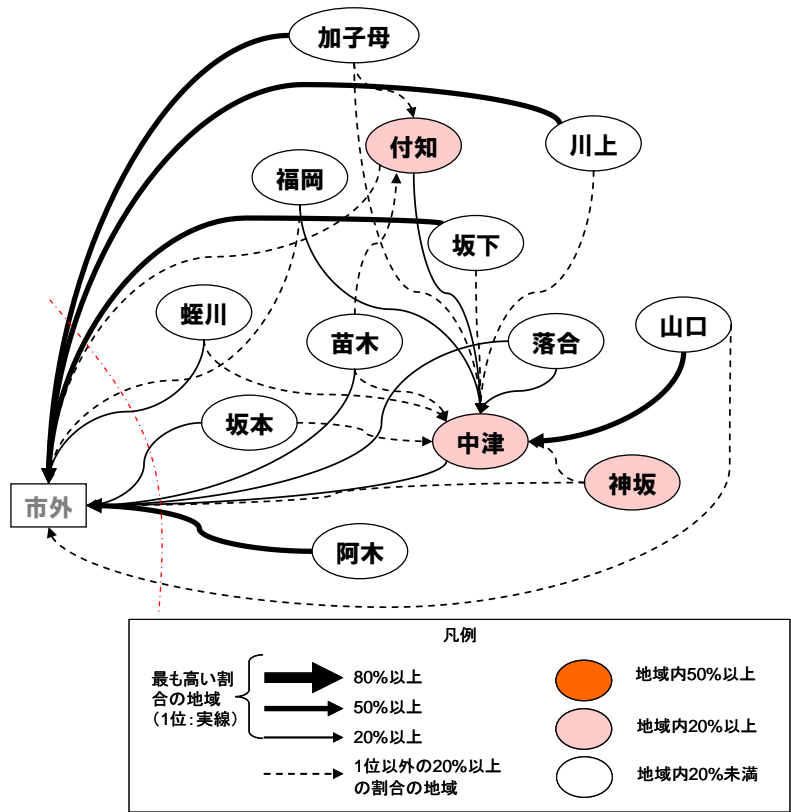 加子母
付知
川上
福岡
坂下
蛭川
苗木
落合
山口
坂本
中津
神坂
市外
阿木
凡例
最も高い割
合の地域
（1位：実線）
80%以上
50%以上
20%以上
1位以外の20%以上
の割合の地域
地域内50%以上
地域内20%以上
地域内20%未満